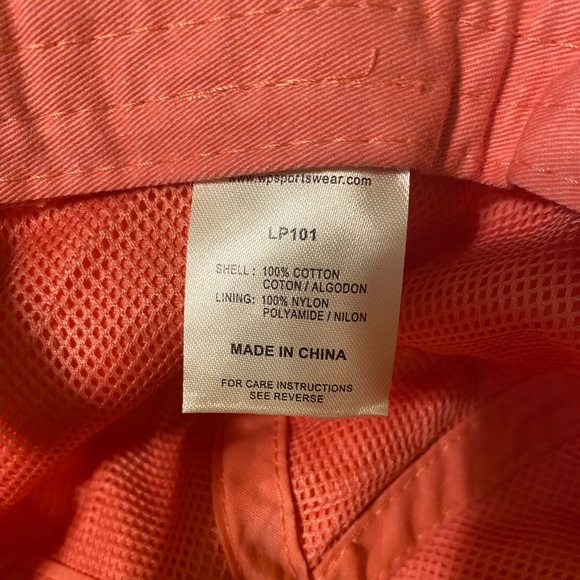 www.wpsportswear.com
LP101
SHELL: 100% COTTON
COTON / ALGODON
LINING: 100% NYLON
POLYAMIDE / NILON
MADE IN CHINA
FOR CARE INSTRUCTIONS
SEE REVERSE